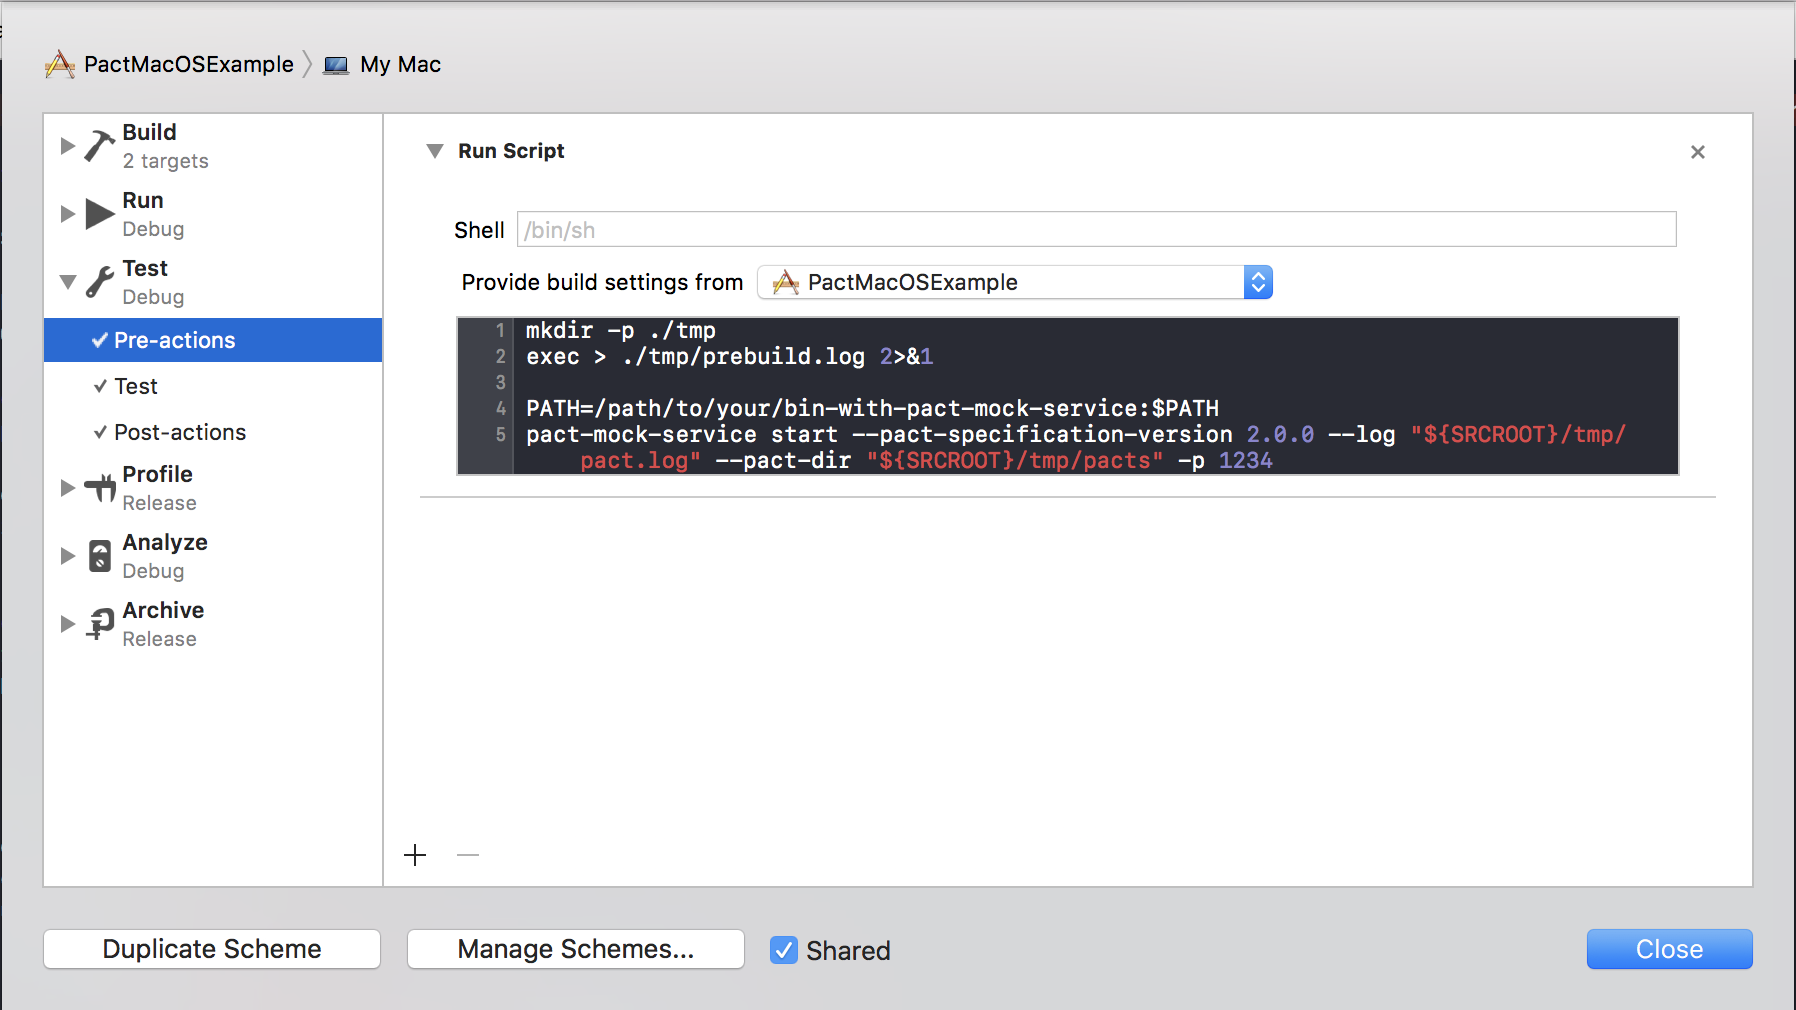 PactMacOSExample My Mac
Build
2 targets
Run
Debug
Test
Debug
Pre-actions
Test
Post-actions
Profile
Release
Analyze
Debug
Archive
Release
Run Script
Shell /bin/sh
Provide build settings from PactMacOSExample
1 mkdir -p ./tmp
2 exec > ./tmp/prebuild.log 2>&1
3
4 PATH=/path/to/your/bin-with-pact-mock-service:$PATH
5 pact-mock-service start --pact-specification-version 2.0.0 --log "${SRCROOT}/tmp/
pact.log" --pact-dir "${SRCROOT}/tmp/pacts" -p 1234
Duplicate Scheme Manage Schemes... Shared Close